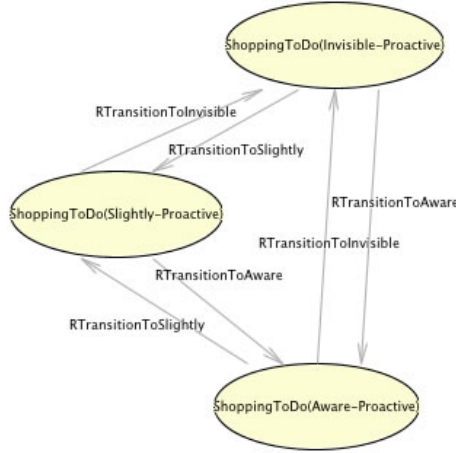 ShoppingToDo(Invisible-Proactive)
RTransitionToInvisible
RTransitionToSlightly
RTransitionToAware
ShoppingToDo(Slightly-Proactive)
RTransitionToInvisible
RTransitionToAware
RTransitionToSlightly
ShoppingToDo(Aware-Proactive)